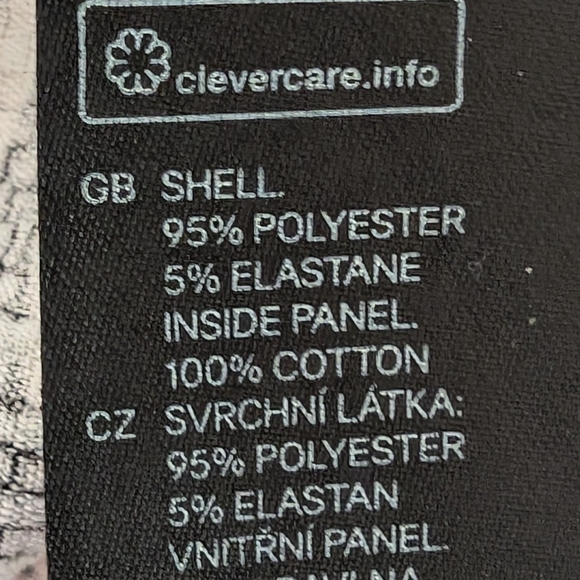 clevercare.info
GB SHELL.
95% POLYESTER
5% ELASTANE
INSIDE PANEL.
100% COTTON
CZ SVRCHNÍ LÁTKA:
95% POLYESTER
5% ELASTAN
VNITŘNÍ PANEL.